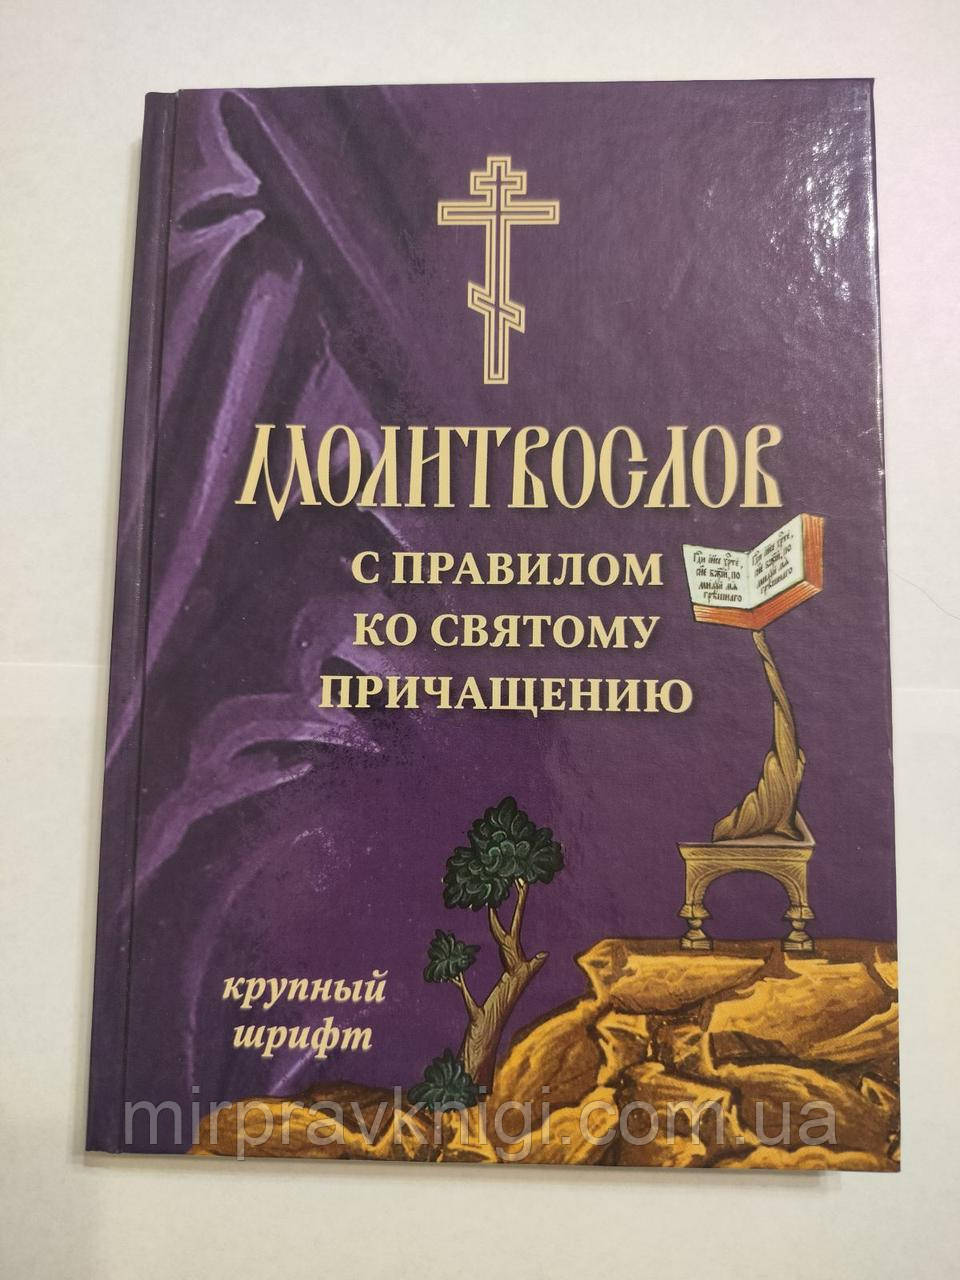 МОЛИТВОСЛОВ
С ПРАВИЛОМ
КО СВЯТОМУ
ПРИЧАЩЕНИЮ
крупный
шрифт
mirpravknigi.com.ua